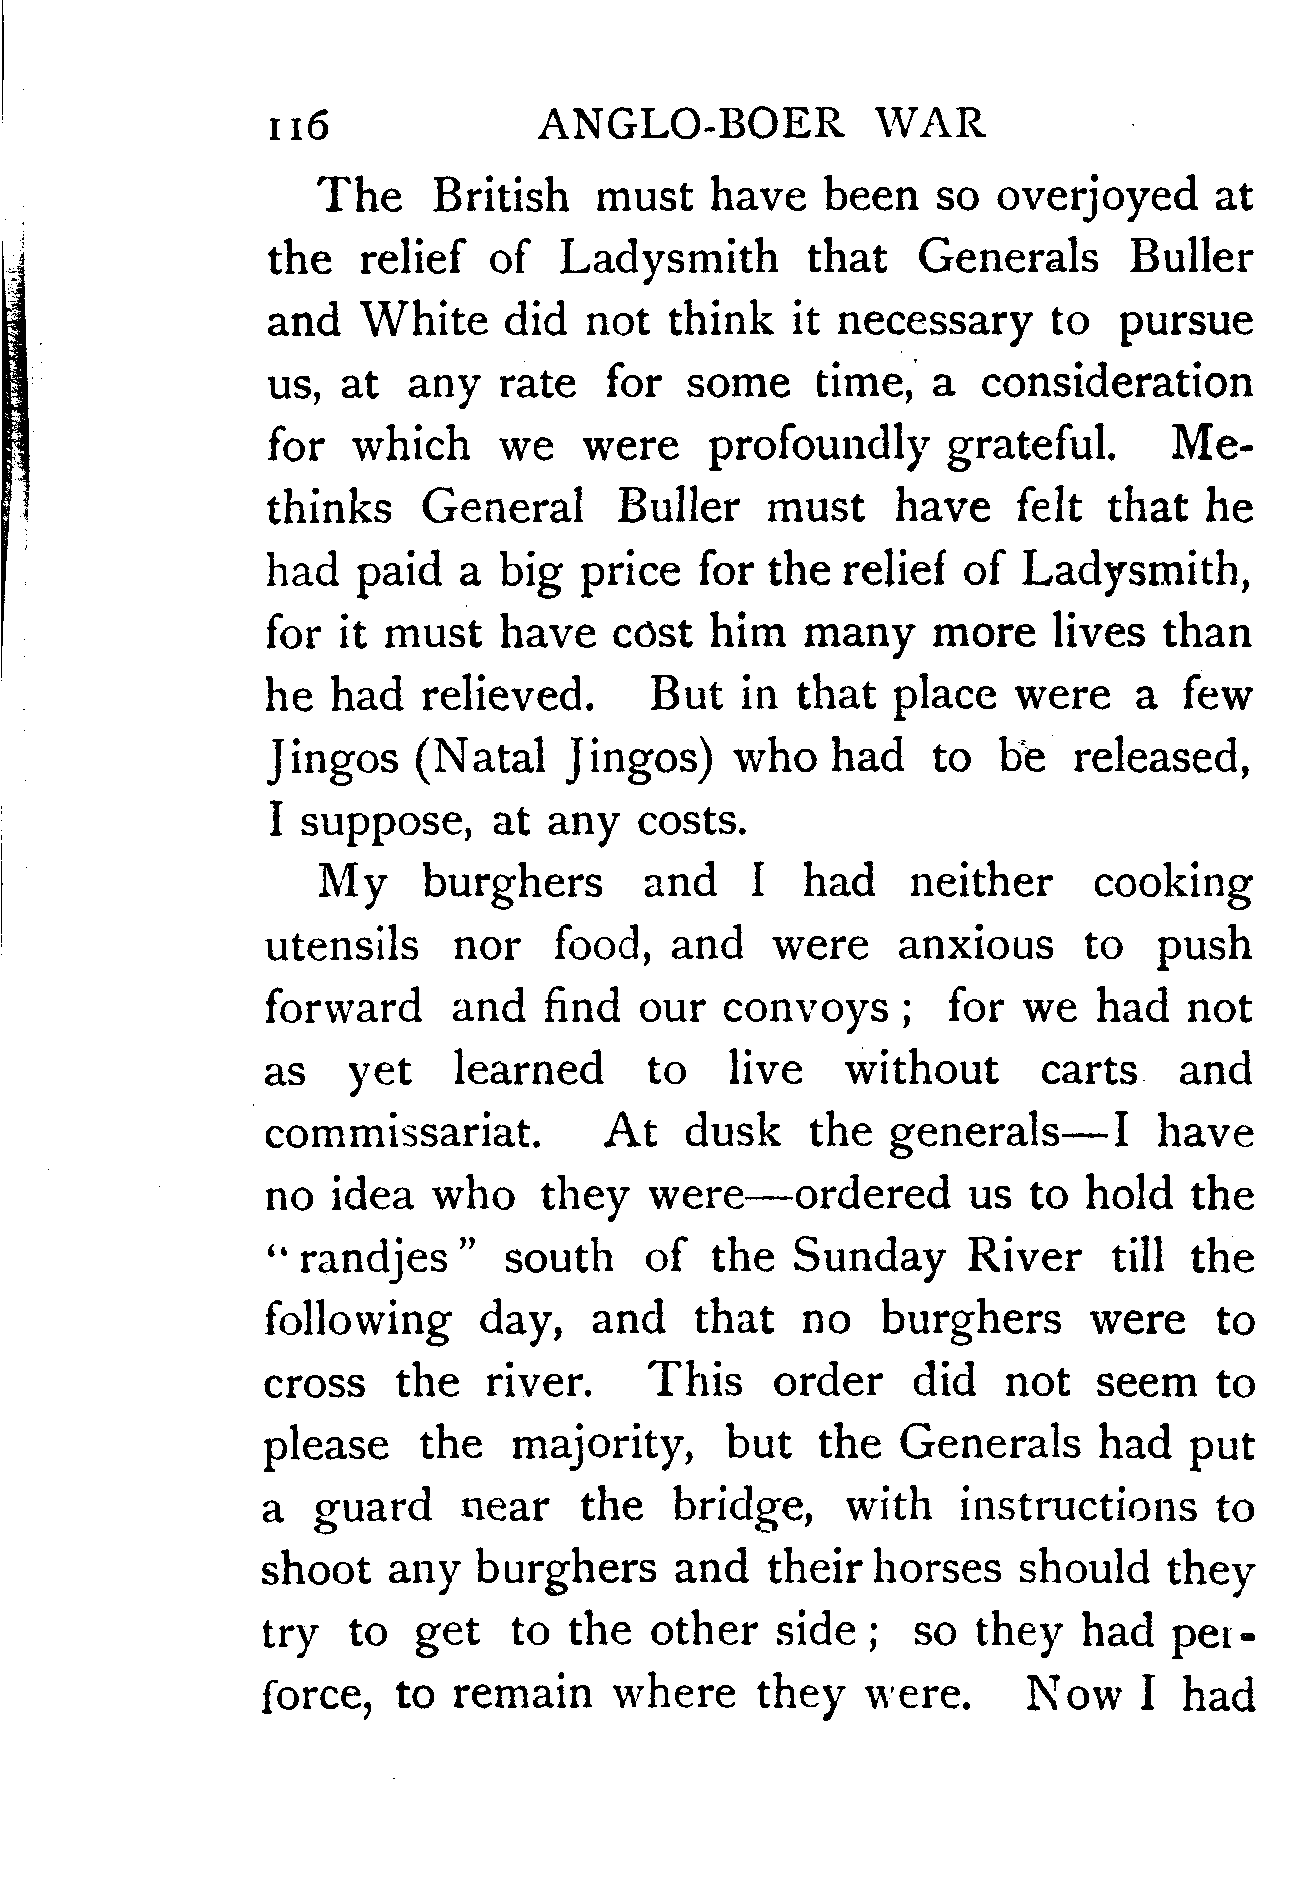 116 ANGLO-BOER WAR
The British must have been so overjoyed at
the relief of Ladysmith that Generals Buller
and White did not think it necessary to pursue
us, at any rate for some time, a consideration
for which we were profoundly grateful. Me-
thinks General Buller must have felt that he
had paid a big price for the relief of Ladysmith,
for it must have cost him many more lives than
he had relieved. But in that place were a few
Jingos (Natal Jingos) who had to be released,
I suppose, at any costs.
My burghers and I had neither cooking
utensils nor food, and were anxious to push
forward and find our convoys ; for we had not
as yet learned to live without carts and
commissariat. At dusk the generals—I have
no idea who they were—ordered us to hold the
“ randjes ” south of the Sunday River till the
following day, and that no burghers were to
cross the river. This order did not seem to
please the majority, but the Generals had put
a guard near the bridge, with instructions to
shoot any burghers and their horses should they
try to get to the other side ; so they had per-
force, to remain where they were. Now I had